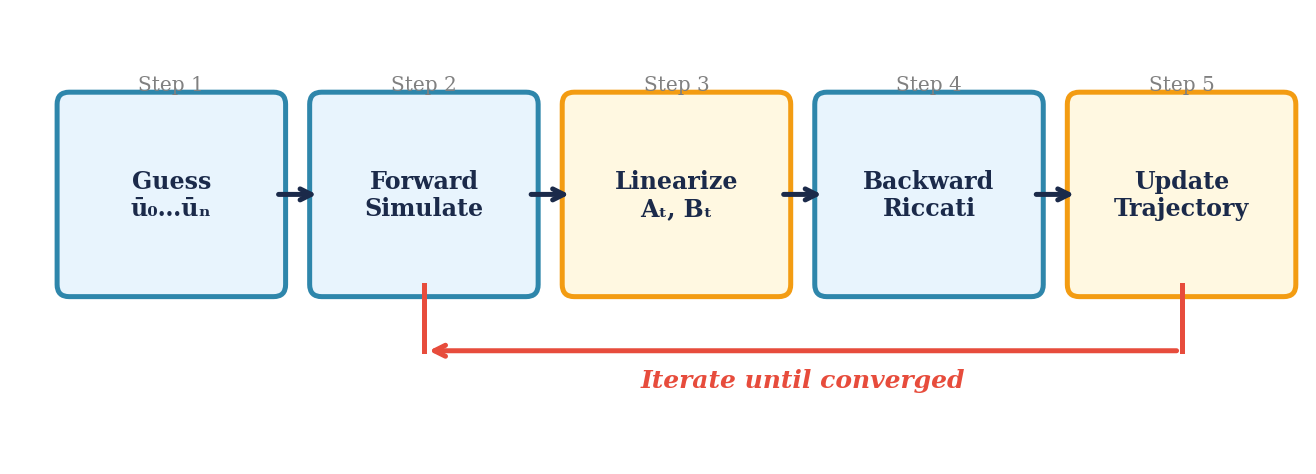 Step 1
Step 2
Step 3
Step 4
Step 5
Guess
ū₀...ūₙ
Forward
Simulate
Linearize
Aₜ, Bₜ
Backward
Riccati
Update
Trajectory
Iterate until converged